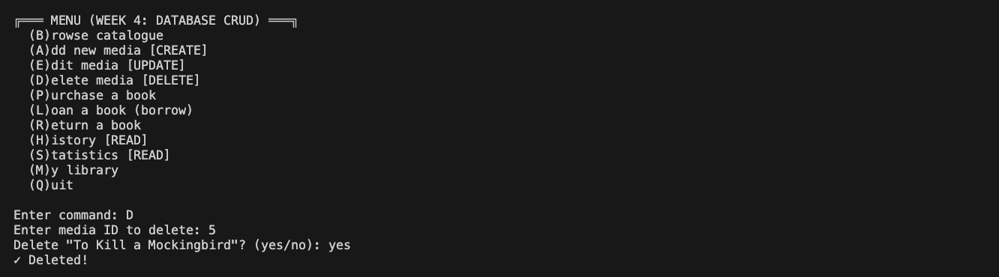 ╔═══ MENU (WEEK 4: DATABASE CRUD) ═══╗
(B)rowse catalogue
(A)dd new media [CREATE]
(E)dit media [UPDATE]
(D)elete media [DELETE]
(P)urchase a book
(L)oan a book (borrow)
(R)eturn a book
(H)istory [READ]
(S)tatistics [READ]
(M)y library
(Q)uit
Enter command: D
Enter media ID to delete: 5
Delete "To Kill a Mockingbird"? (yes/no): yes
✓ Deleted!